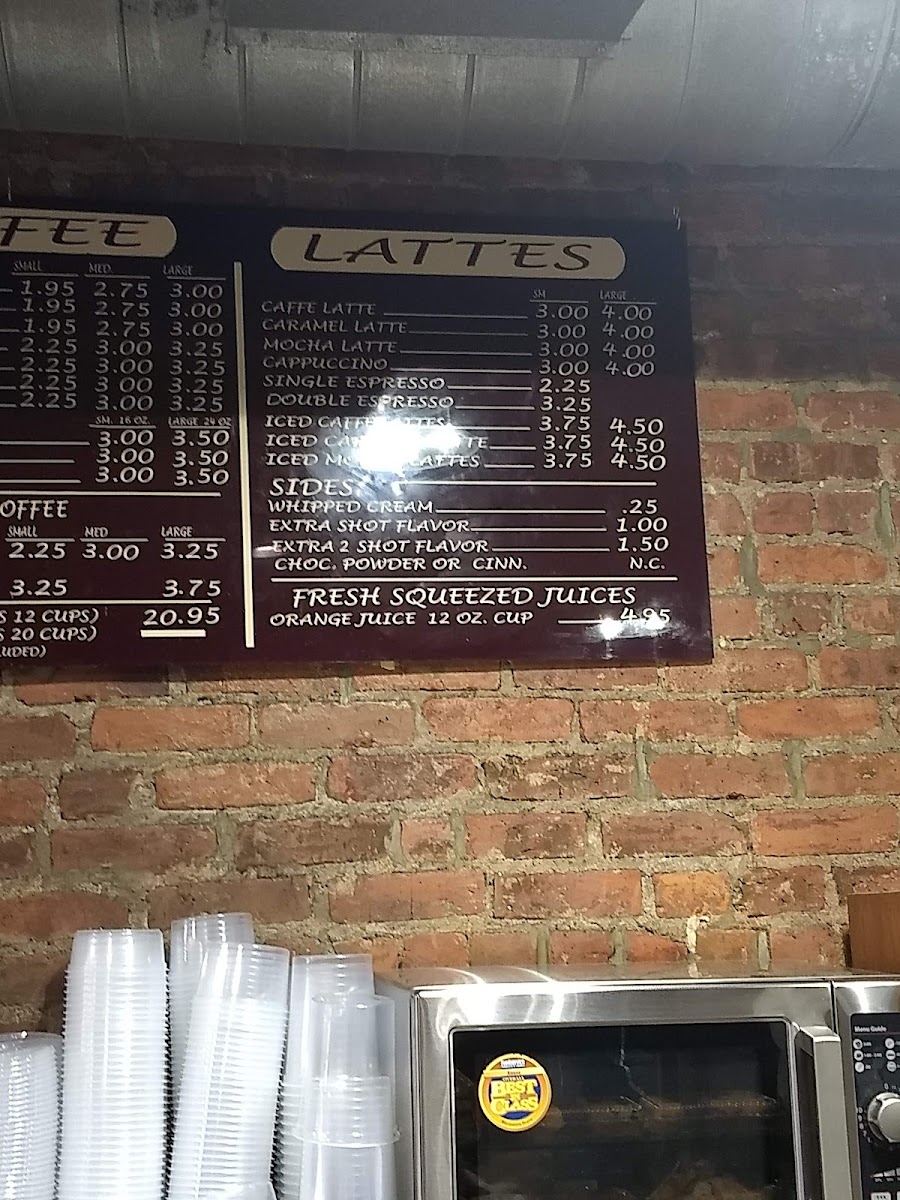 FEE
SMALL MED. LARGE
1.95 2.75 3.00
1.95 2.75 3.00
1.95 2.75 3.00
2.25 3.00 3.25
2.25 3.00 3.25
2.25 3.00 3.25
2.25 3.00 3.25
SM. 16 OZ. LARGE 24 OZ
3.00 3.50
3.00 3.50
3.00 3.50
OFFEE
SMALL MED LARGE
2.25 3.00 3.25
3.25 3.75
S 12 CUPS) 20.95
S 20 CUPS)
UDED)
LATTES
SM LARGE
CAFFE LATTE 3.00 4.00
CARAMEL LATTE 3.00 4.00
MOCHA LATTE 3.00 4.00
CAPPUCCINO 3.00 4.00
SINGLE ESPRESSO 2.25
DOUBLE ESPRESSO 3.25
ICED CAFFE LATTES 3.75 4.50
ICED 3.75 4.50
ICED LATTES 3.75 4.50
SIDES
WHIPPED CREAM .25
EXTRA SHOT FLAVOR 1.00
EXTRA 2 SHOT FLAVOR 1.50
CHOC. POWDER OR CINN. N.C.
FRESH SQUEEZED JUICES
ORANGE JUICE 12 OZ. CUP 4.95
OVERALL
BEST
IN
CLASS
Menu Guide